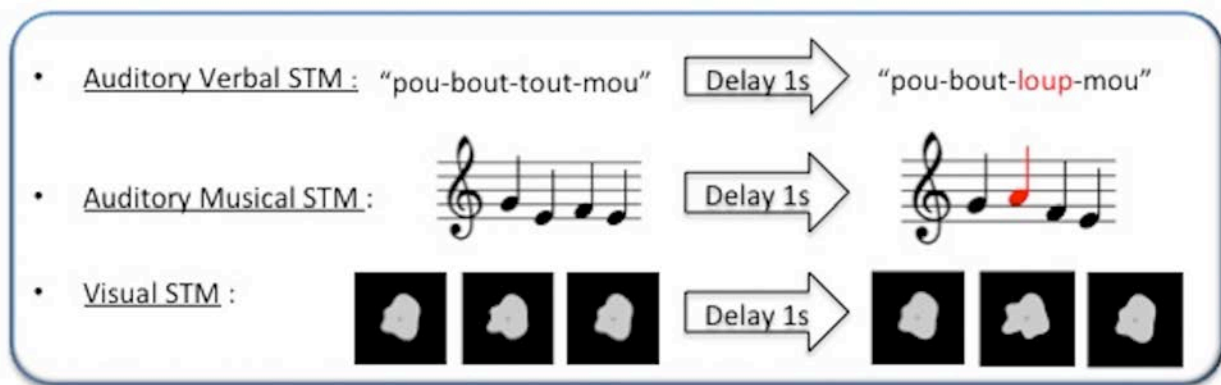 • Auditory Verbal STM : “pou-bout-tout-mou” Delay 1s “pou-bout-loup-mou”
• Auditory Musical STM : Delay 1s
• Visual STM : Delay 1s